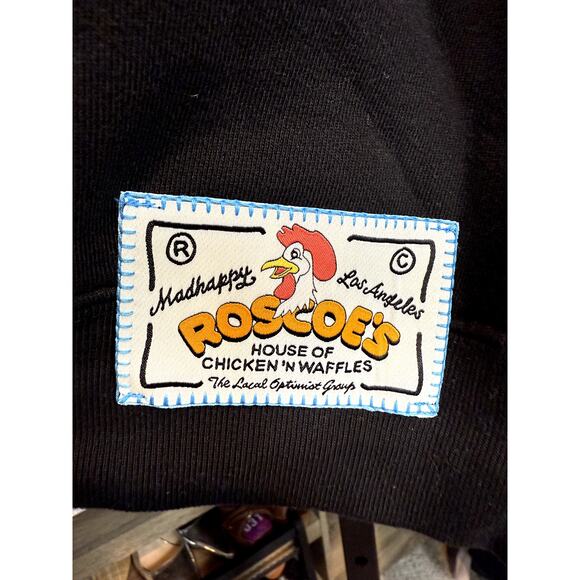 ® ©
Madhappy Los Angeles
ROSCOE'S
HOUSE OF
CHICKEN 'N WAFFLES
The Local Optimist Group